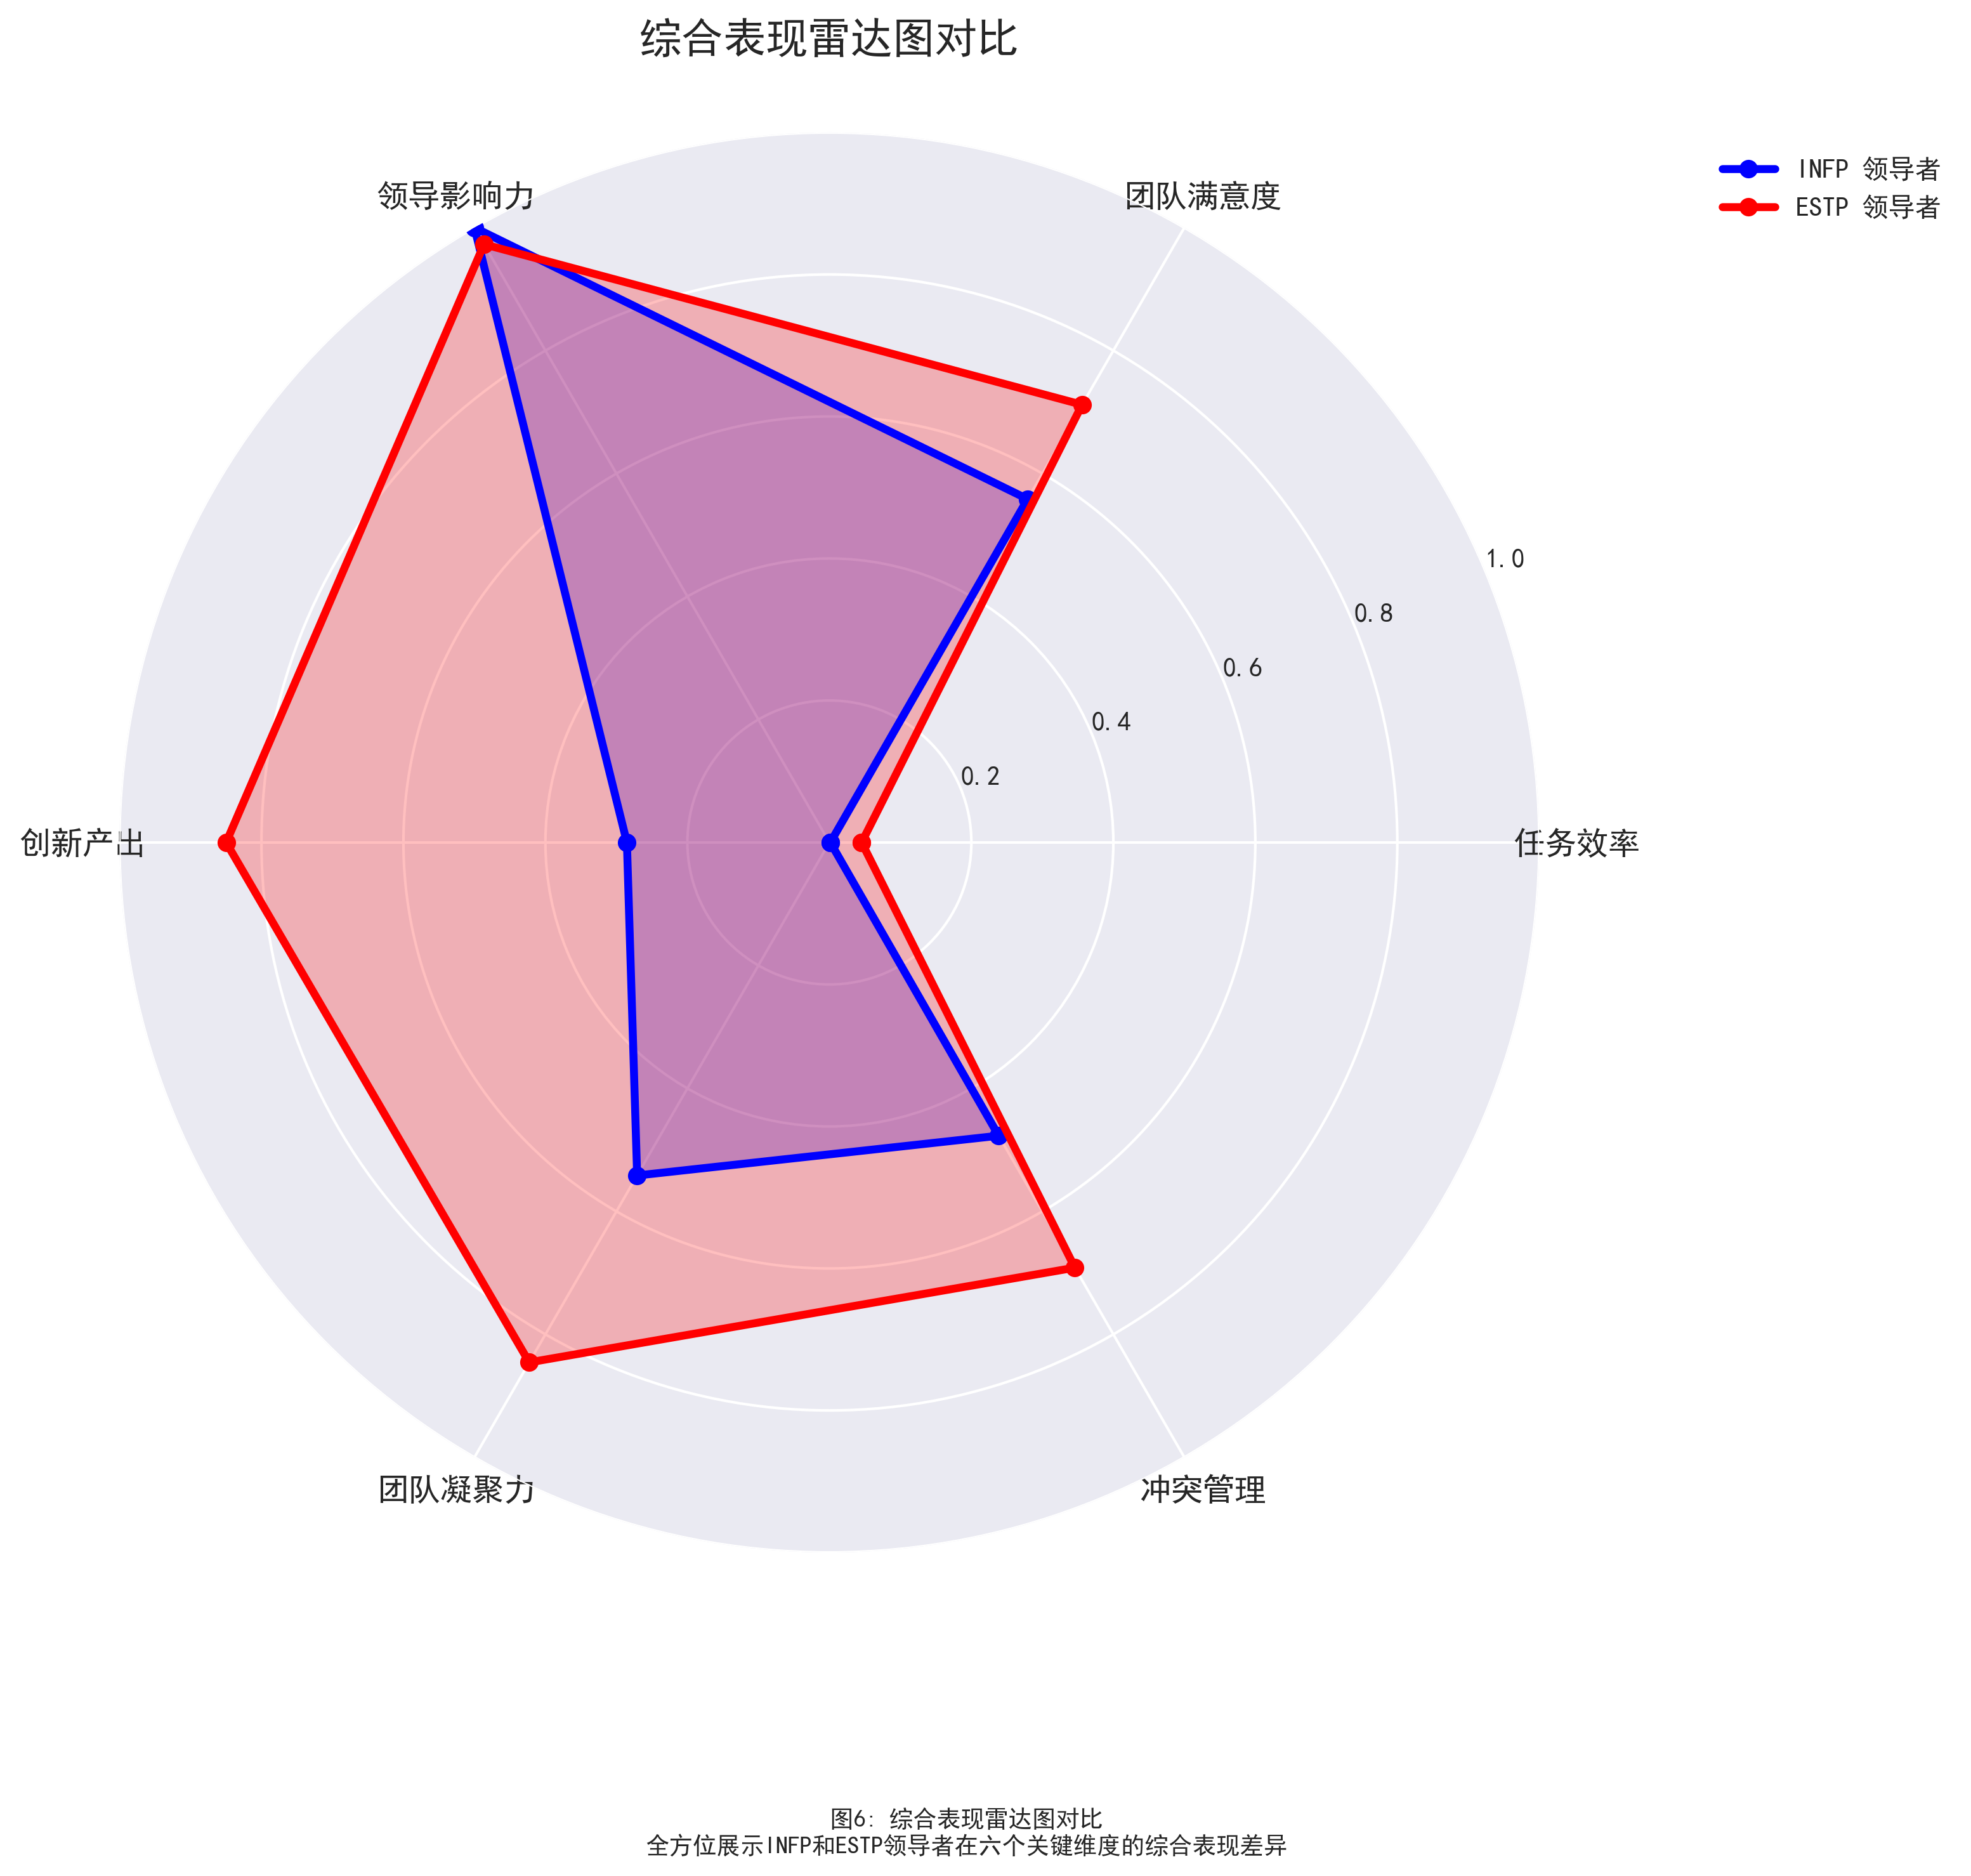 综合表现雷达图对比
INFP 领导者
ESTP 领导者
领导影响力
团队满意度
1.0
0.8
0.6
0.4
0.2
创新产出
任务效率
团队凝聚力
冲突管理
图6: 综合表现雷达图对比
全方位展示INFP和ESTP领导者在六个关键维度的综合表现差异